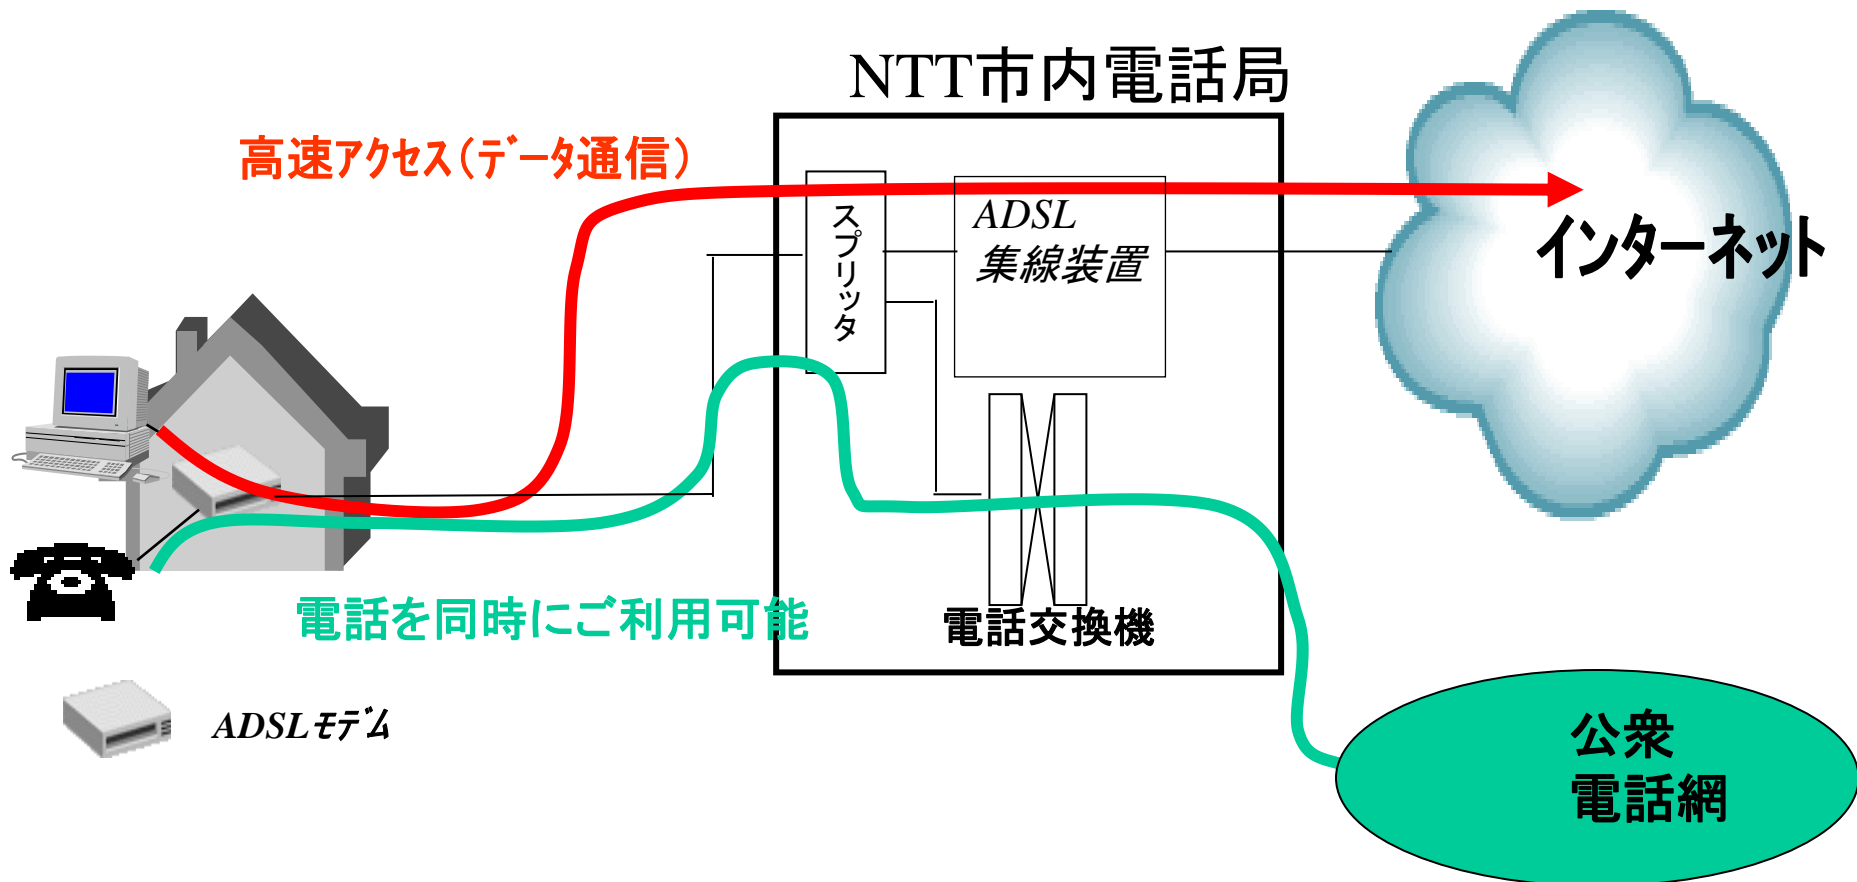 NTT市内電話局
高速ｱｸｾｽ(ﾃﾞｰﾀ通信)
スプリッタ
ADSL
集線装置
インターネット
電話を同時にご利用可能
電話交換機
ADSLﾓﾃﾞﾑ
公衆
電話網